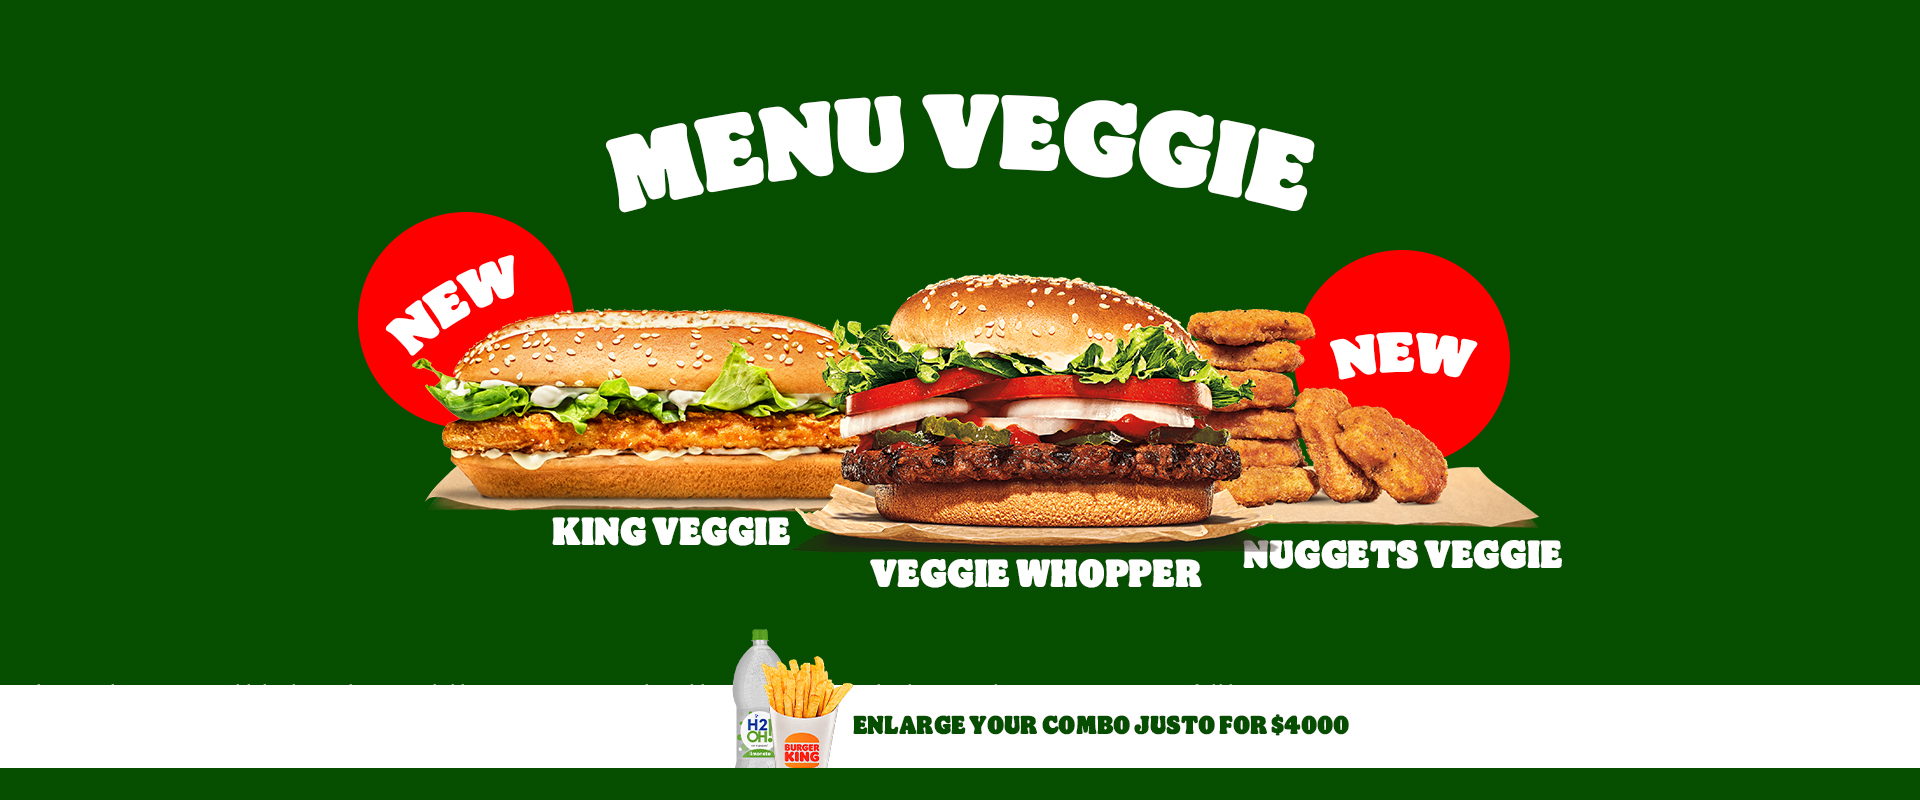 MENU VEGGIE
NEW
NEW
KING VEGGIE
VEGGIE WHOPPER
NUGGETS VEGGIE
H2
OH!
BURGER
KING
ENLARGE YOUR COMBO JUSTO FOR $4000